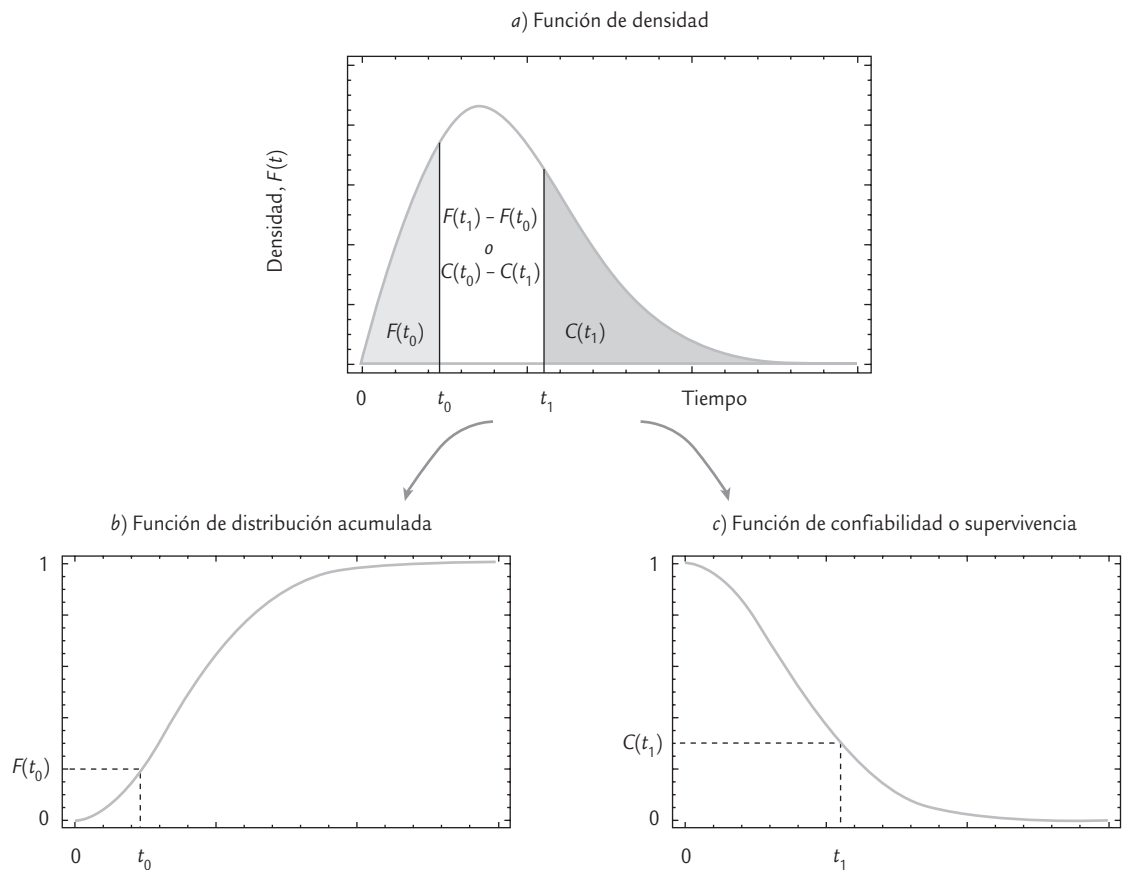 a) Función de densidad
Densidad, F(t)
F(t₁) – F(t₀)
o
C(t₀) – C(t₁)
F(t₀)
C(t₁)
0
t₀
t₁
Tiempo
b) Función de distribución acumulada
1
F(t₀)
0
0
t₀
c) Función de confiabilidad o supervivencia
1
C(t₁)
0
0
t₁